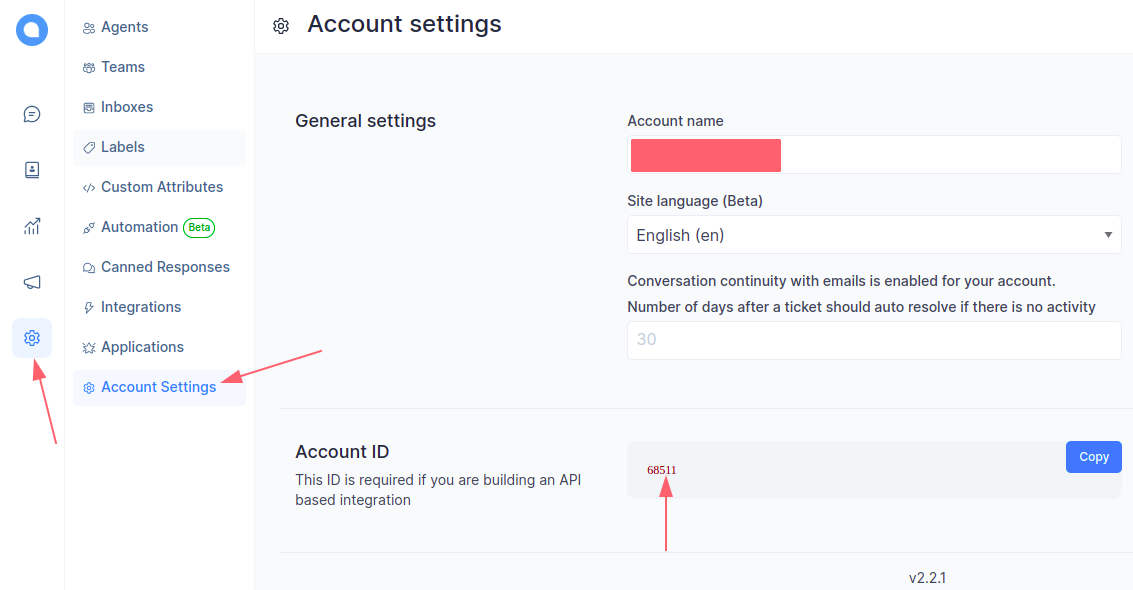 Agents
Teams
Inboxes
Labels
Custom Attributes
Automation Beta
Canned Responses
Integrations
Applications
Account Settings
Account settings
General settings
Account name
Site language (Beta)
English (en)
Conversation continuity with emails is enabled for your account.
Number of days after a ticket should auto resolve if there is no activity
30
Account ID
This ID is required if you are building an API
based integration
68511
Copy
v2.2.1